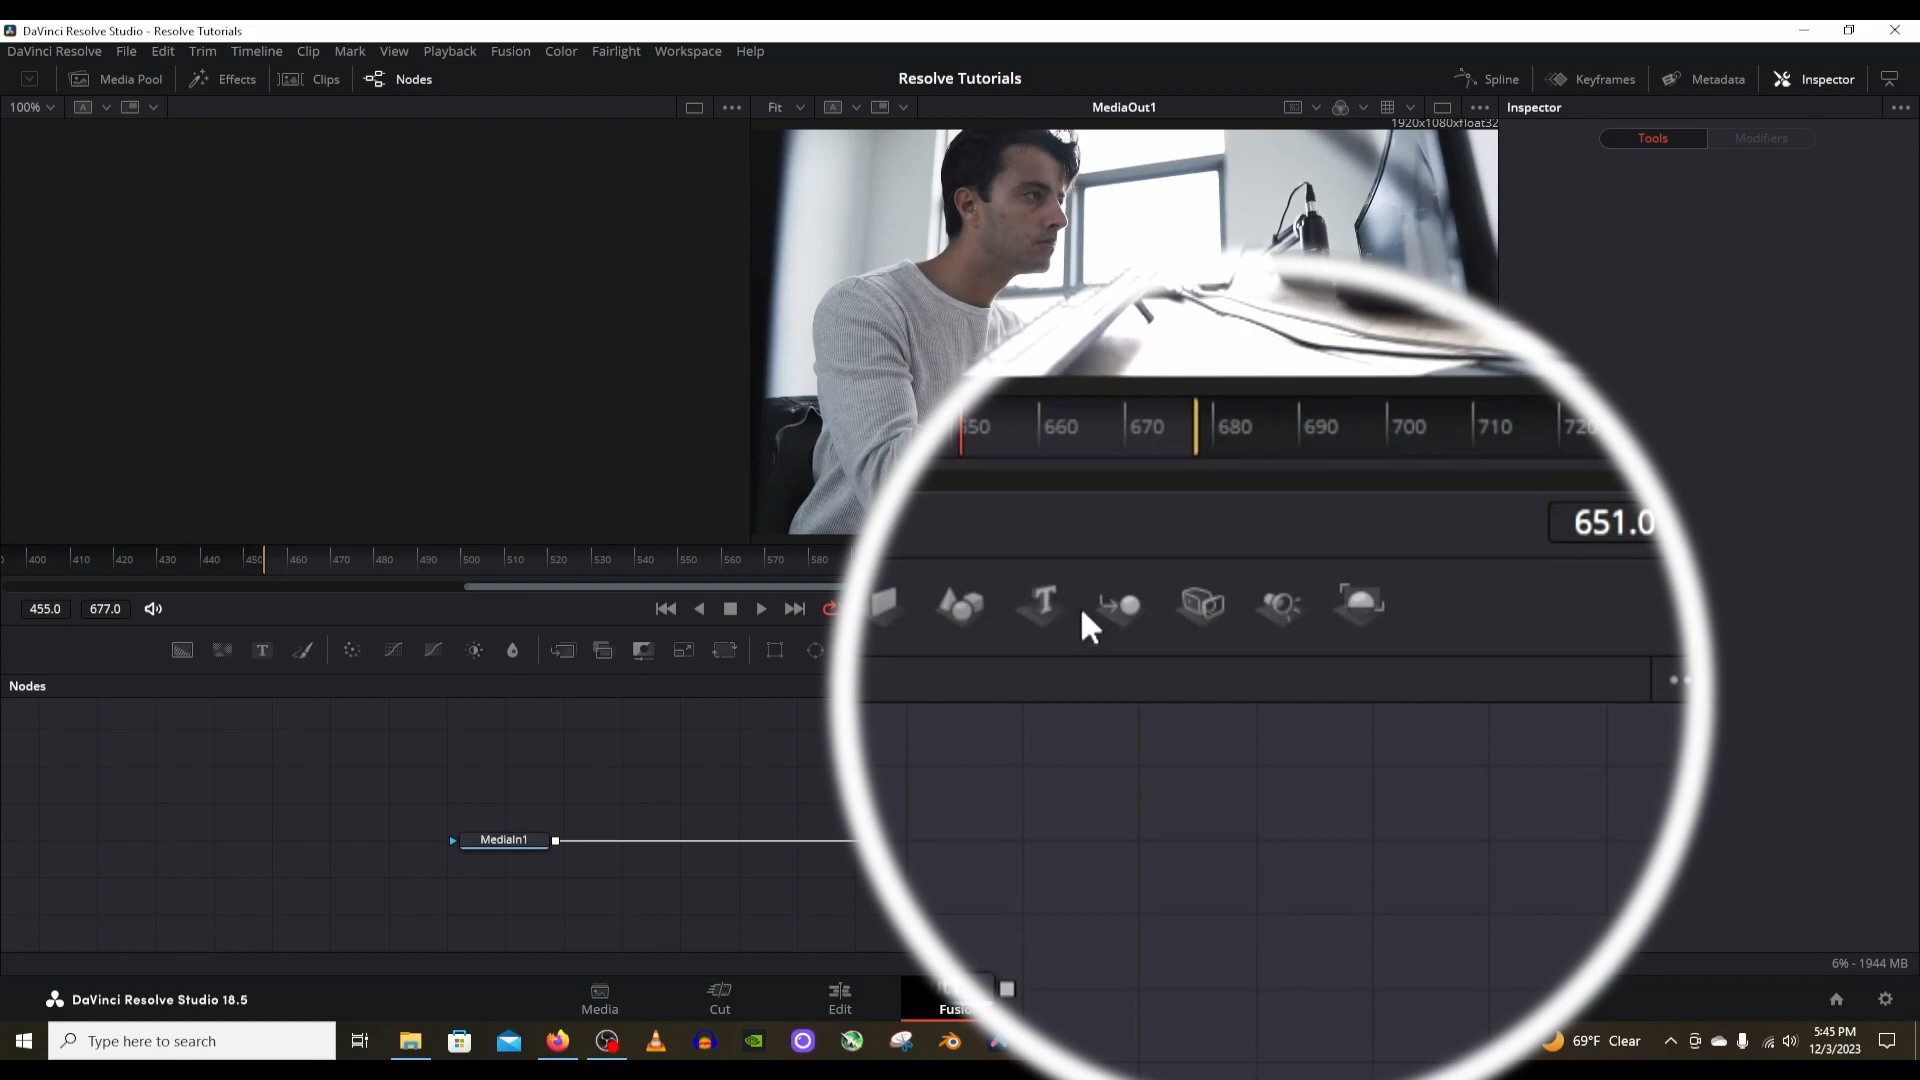 DaVinci Resolve Studio - Resolve Tutorials
DaVinci Resolve File Edit Trim Timeline Clip Mark View Playback Fusion Color Fairlight Workspace Help
Media Pool Effects Clips Nodes Resolve Tutorials Spline Keyframes Metadata Inspector
100% A Fit A MediaOut1 Inspector
1920x1080xfloat32
Tools Modifiers
660 670 680 690 700 710
651.0
400 410 420 430 440 460 470 480 490 500 510 520 530 540 550 560 570 580
455.0 677.0
T T
Nodes
MediaIn1
6% - 1944 MB
DaVinci Resolve Studio 18.5
Media Cut Edit
Type here to search
69°F Clear
5:45 PM
12/3/2023